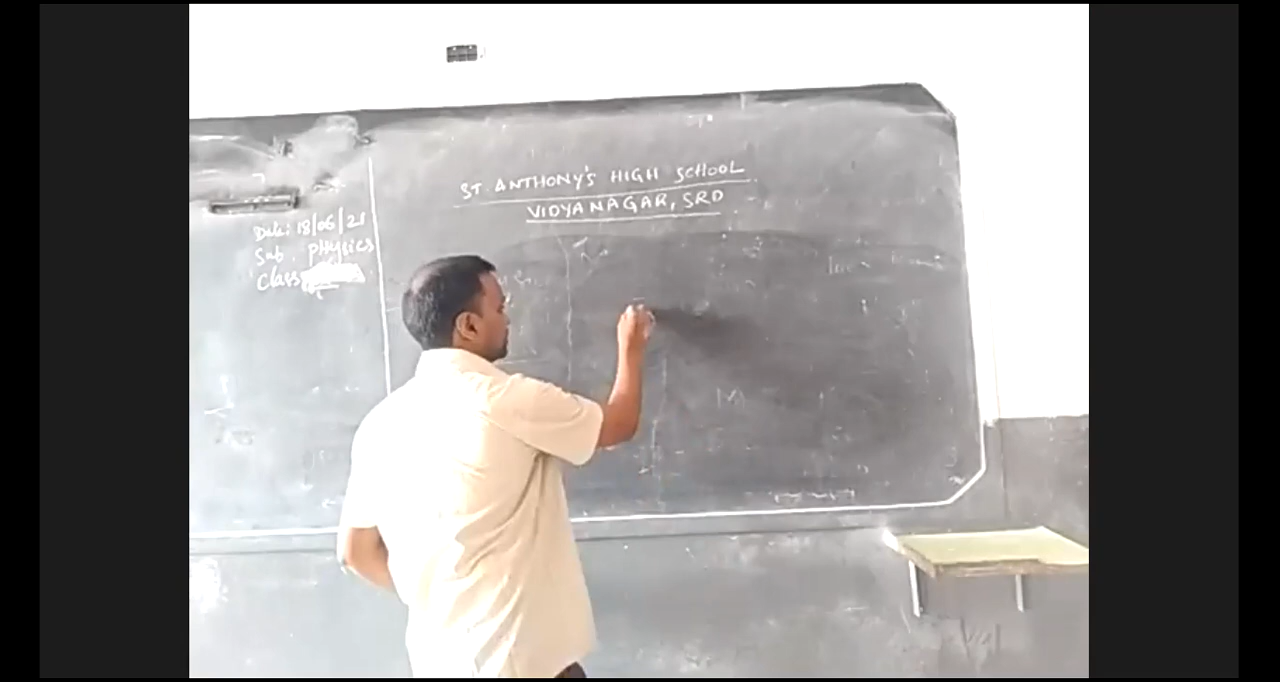 ST. ANTHONY'S HIGH SCHOOL
VIDYANAGAR, SRD
Date: 18/06/21
Sub. PHYSICS
Class